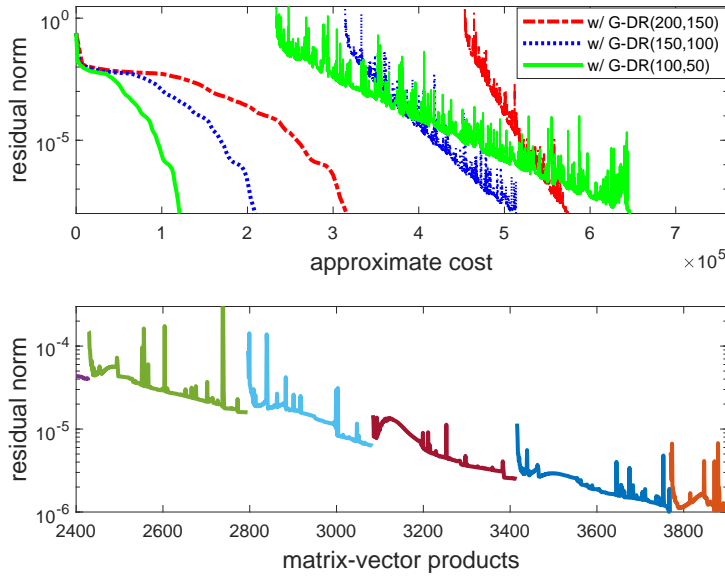 10^0
10^-5
residual norm
w/ G-DR(200,150)
w/ G-DR(150,100)
w/ G-DR(100,50)
0 1 2 3 4 5 6 7
approximate cost
×10^5
10^-4
10^-5
10^-6
residual norm
2400 2600 2800 3000 3200 3400 3600 3800
matrix-vector products